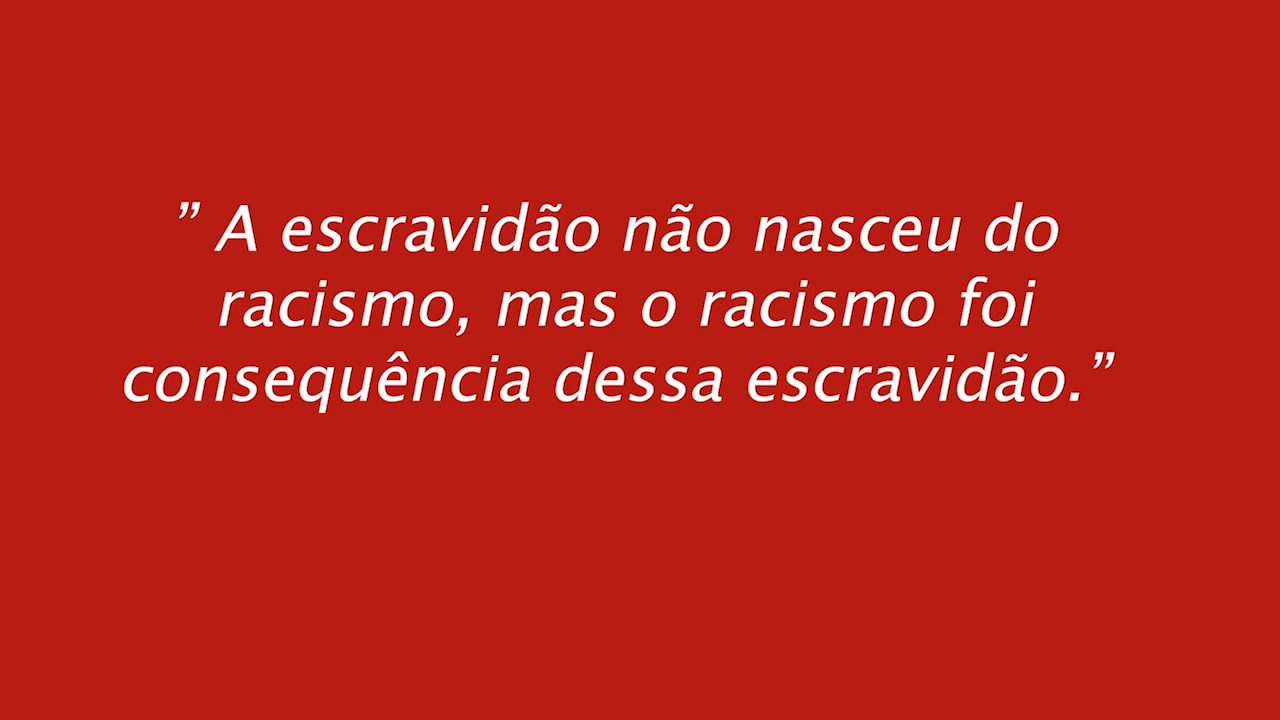 ” A escravidão não nasceu do
racismo, mas o racismo foi
consequência dessa escravidão.”